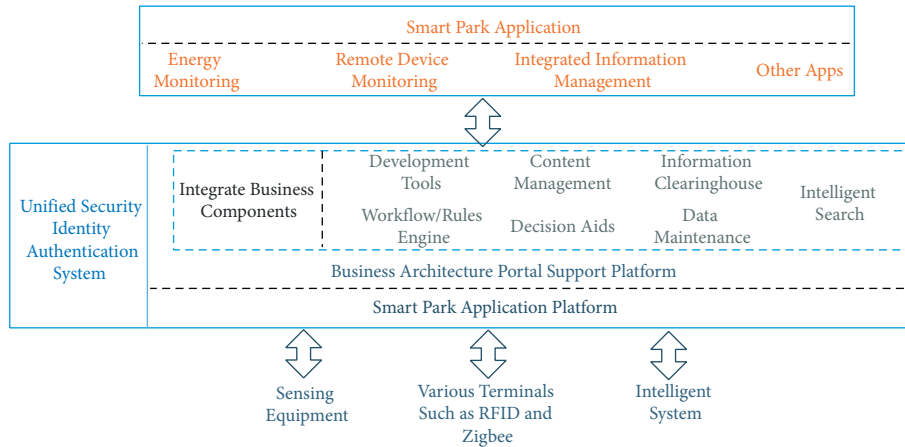 Smart Park Application
Energy
Monitoring
Remote Device
Monitoring
Integrated Information
Management
Other Apps
Unified Security
Identity
Authentication
System
Integrate Business
Components
Development
Tools
Content
Management
Information
Clearinghouse
Intelligent
Search
Workflow/Rules
Engine
Decision Aids
Data
Maintenance
Business Architecture Portal Support Platform
Smart Park Application Platform
Sensing
Equipment
Various Terminals
Such as RFID and
Zigbee
Intelligent
System